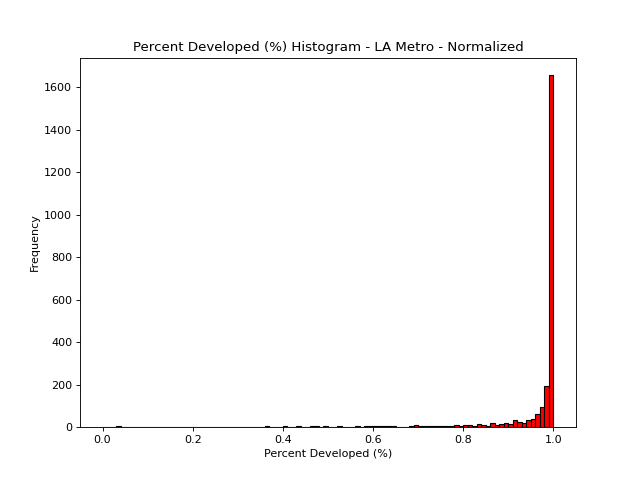 Percent Developed (%) Histogram - LA Metro - Normalized
1600
1400
1200
1000
800
600
400
200
0
Frequency
0.0 0.2 0.4 0.6 0.8 1.0
Percent Developed (%)